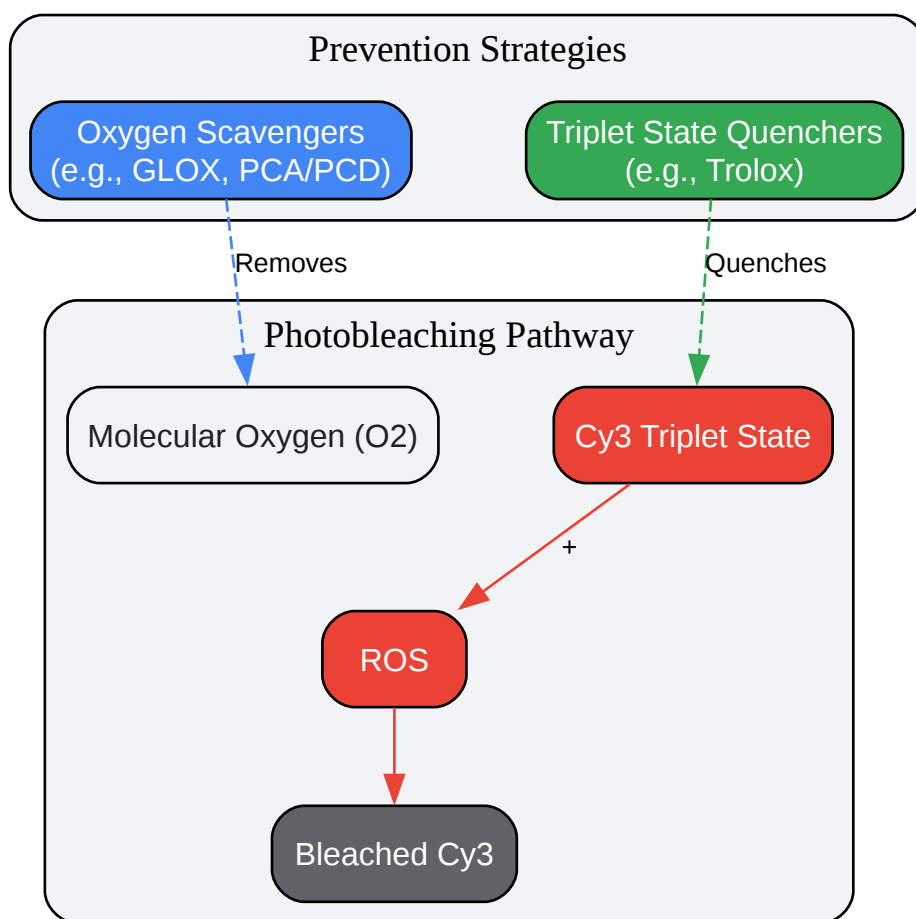 Prevention Strategies
Oxygen Scavengers
(e.g., GLOX, PCA/PCD)
Triplet State Quenchers
(e.g., Trolox)
Removes
Quenches
Photobleaching Pathway
Molecular Oxygen (O2)
Cy3 Triplet State
+
ROS
Bleached Cy3